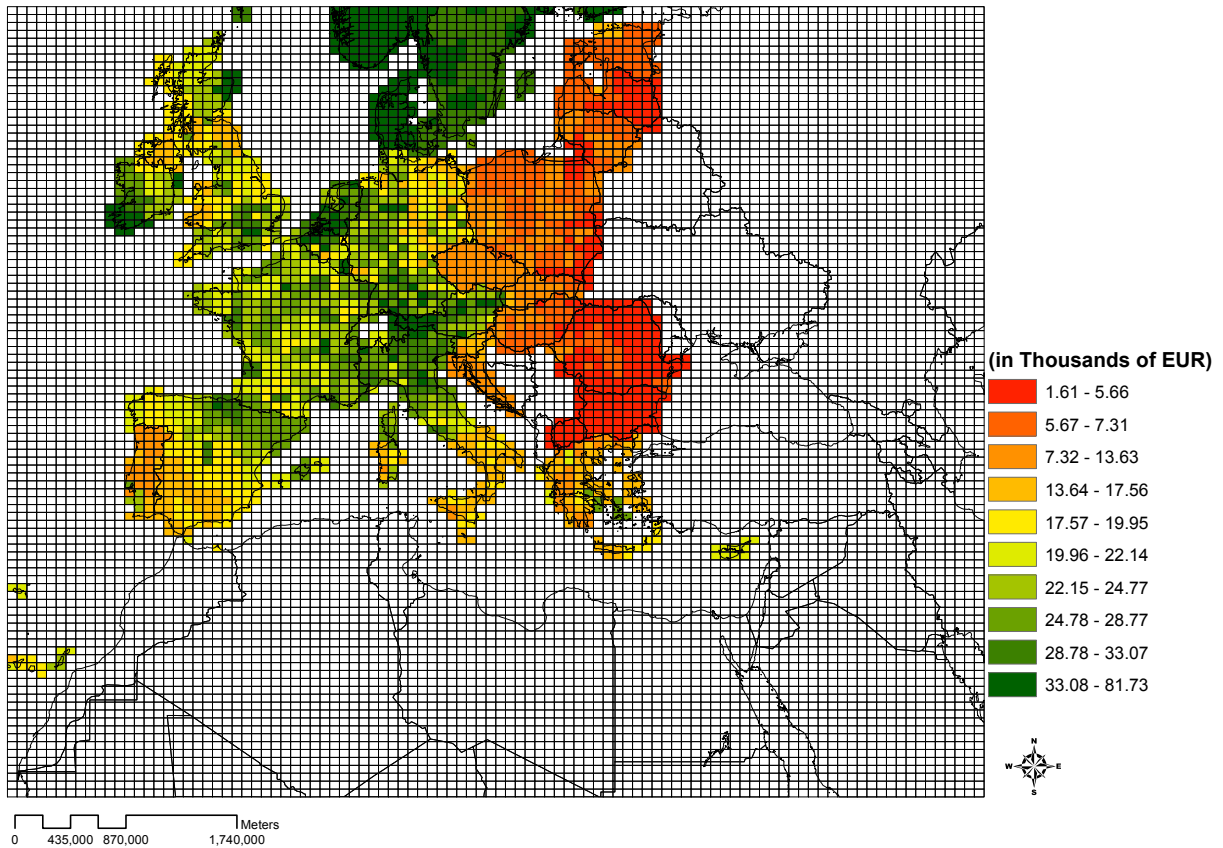 (in Thousands of EUR)
1.61 - 5.66
5.67 - 7.31
7.32 - 13.63
13.64 - 17.56
17.57 - 19.95
19.96 - 22.14
22.15 - 24.77
24.78 - 28.77
28.78 - 33.07
33.08 - 81.73
N
W E
S
Meters
0 435,000 870,000 1,740,000